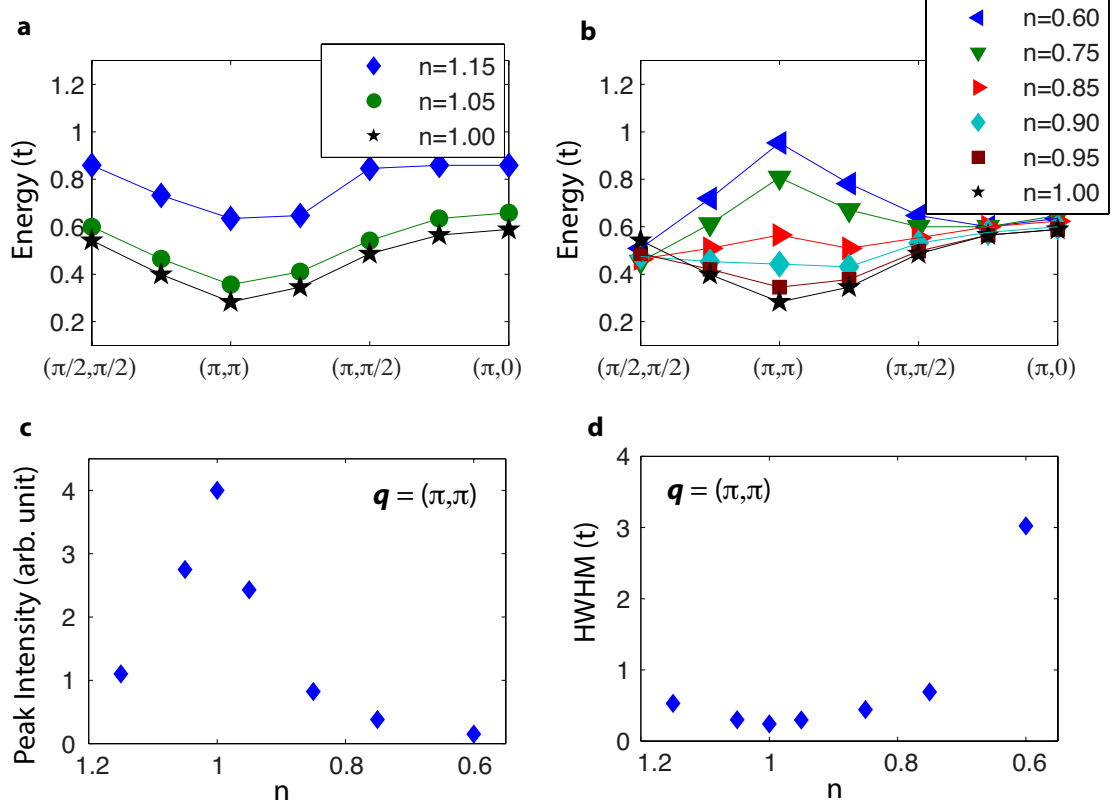 a
n=1.15
n=1.05
n=1.00
Energy (t)
1.2
1
0.8
0.6
0.4
0.2
(π/2,π/2)
(π,π)
(π,π/2)
(π,0)
b
n=0.60
n=0.75
n=0.85
n=0.90
n=0.95
n=1.00
Energy (t)
1.2
1
0.8
0.6
0.4
0.2
(π/2,π/2)
(π,π)
(π,π/2)
(π,0)
c
q = (π,π)
Peak Intensity (arb. unit)
4
3
2
1
0
1.2
1
0.8
0.6
n
d
q = (π,π)
HWHM (t)
4
3
2
1
0
1.2
1
0.8
0.6
n